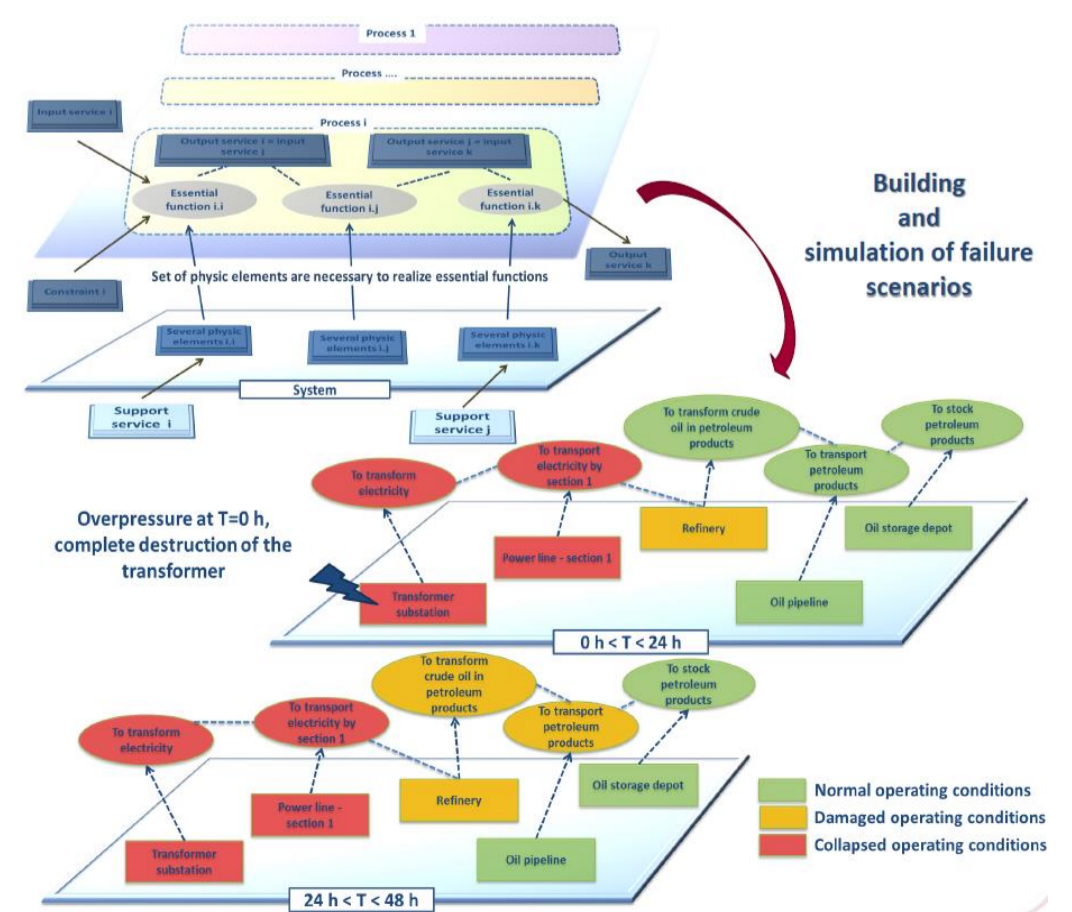 Process 1
Process ....
Input service i
Process i
Output service i = input
service j
Output service j = input
service k
Essential
function i.i
Essential
function i.j
Essential
function i.k
Output
service k
Constraint i
Set of physic elements are necessary to realize essential functions
Several physic
elements i.i
Several physic
elements i.j
Several physic
elements i.k
System
Support
service i
Support
service j
Building
and
simulation of failure
scenarios
To transform crude
oil in petroleum
products
To stock
petroleum
products
To transform
electricity
To transport
electricity by
section 1
To transport
petroleum
products
Overpressure at T=0 h,
complete destruction of the
transformer
Refinery
Oil storage depot
Power line - section 1
Transformer
substation
Oil pipeline
0 h < T < 24 h
To transform
crude oil in
petroleum
products
To stock
petroleum
products
To transform
electricity
To transport
electricity by
section 1
To transport
petroleum
products
Power line -
section 1
Refinery
Oil storage depot
Transformer
substation
Oil pipeline
24 h < T < 48 h
Normal operating conditions
Damaged operating conditions
Collapsed operating conditions